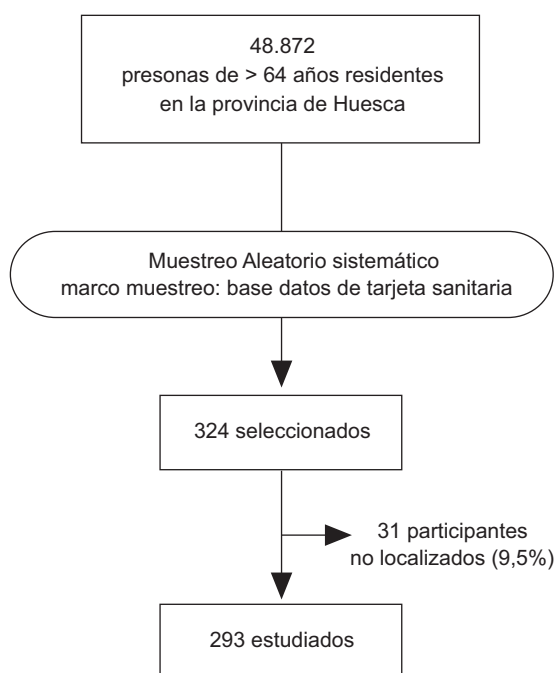 48.872
presonas de > 64 años residentes
en la provincia de Huesca
Muestreo Aleatorio sistemático
marco muestreo: base datos de tarjeta sanitaria
324 seleccionados
31 participantes
no localizados (9,5%)
293 estudiados